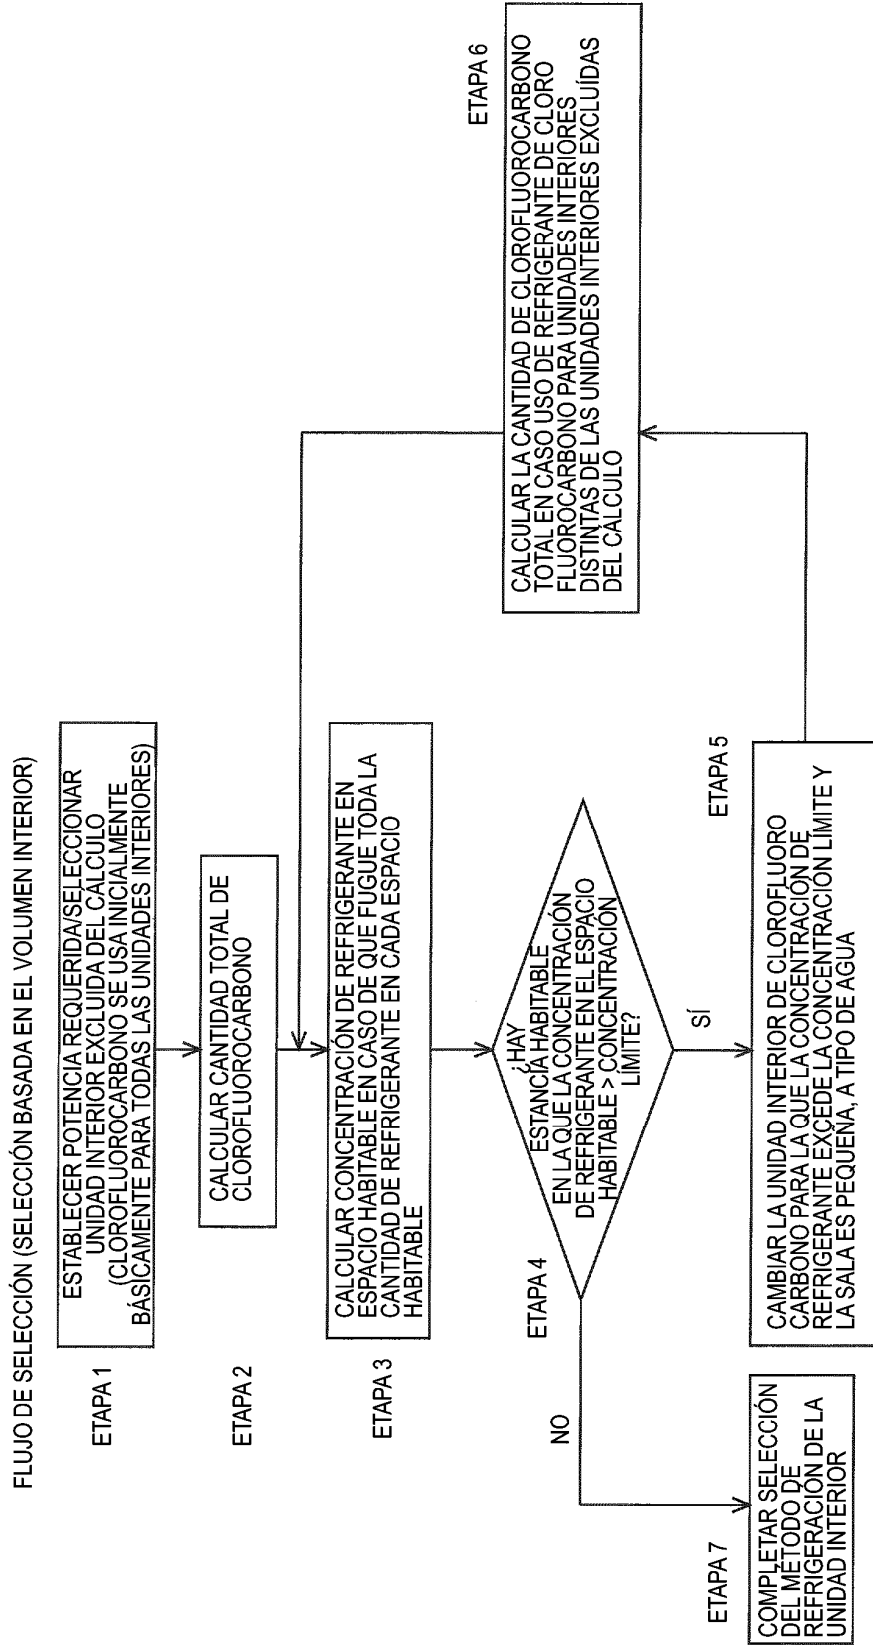 FLUJO DE SELECCIÓN (SELECCIÓN BASADA EN EL VOLUMEN INTERIOR)
ETAPA 1
ESTABLECER POTENCIA REQUERIDA/SELECCIONAR
UNIDAD INTERIOR EXCLUIDA DEL CÁLCULO
(CLOROFLUOROCARBONO SE USA INICIALMENTE
BÁSICAMENTE PARA TODAS LAS UNIDADES INTERIORES)
ETAPA 2
CALCULAR CANTIDAD TOTAL DE
CLOROFLUOROCARBONO
ETAPA 3
CALCULAR CONCENTRACIÓN DE REFRIGERANTE EN
ESPACIO HABITABLE EN CASO DE QUE FUGUE TODA LA
CANTIDAD DE REFRIGERANTE EN CADA ESPACIO
HABITABLE
ETAPA 4
¿HAY
ESTANCIA HABITABLE
EN LA QUE LA CONCENTRACIÓN
DE REFRIGERANTE EN EL ESPACIO
HABITABLE > CONCENTRACIÓN
LÍMITE?
NO
SÍ
ETAPA 5
CAMBIAR LA UNIDAD INTERIOR DE CLOROFLUORO
CARBONO PARA LA QUE LA CONCENTRACIÓN DE
REFRIGERANTE EXCEDE LA CONCENTRACIÓN LÍMITE Y
LA SALA ES PEQUEÑA, A TIPO DE AGUA
ETAPA 6
CALCULAR LA CANTIDAD DE CLOROFLUOROCARBONO
TOTAL EN CASO USO DE REFRIGERANTE DE CLORO
FLUOROCARBONO PARA UNIDADES INTERIORES
DISTINTAS DE LAS UNIDADES INTERIORES EXCLUÍDAS
DEL CÁLCULO
ETAPA 7
COMPLETAR SELECCIÓN
DEL MÉTODO DE
REFRIGERACIÓN DE LA
UNIDAD INTERIOR